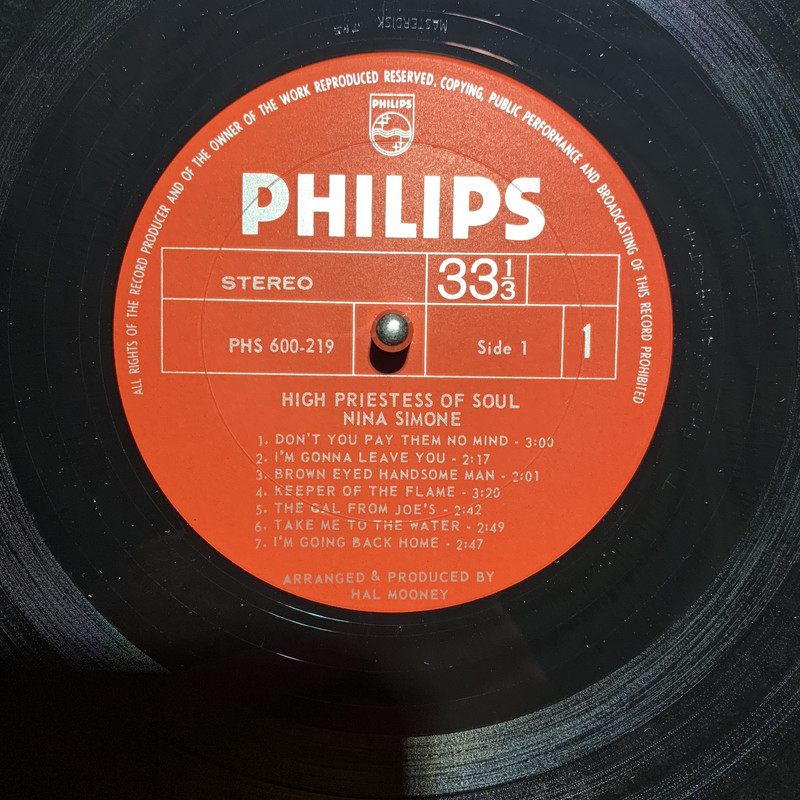 MASTERDISK
ALL RIGHTS OF THE RECORD PRODUCER AND OF THE OWNER OF THE WORK REPRODUCED RESERVED. COPYING, PUBLIC PERFORMANCE AND BROADCASTING OF THIS RECORD PROHIBITED
PHILIPS
PHILIPS
STEREO 33 1/3
PHS 600-219 Side 1 1
HIGH PRIESTESS OF SOUL
NINA SIMONE
1. DON'T YOU PAY THEM NO MIND - 3:00
2. I'M GONNA LEAVE YOU - 2:17
3. BROWN EYED HANDSOME MAN - 2:01
4. KEEPER OF THE FLAME - 3:20
5. THE GAL FROM JOE'S - 2:42
6. TAKE ME TO THE WATER - 2:49
7. I'M GOING BACK HOME - 2:47
ARRANGED & PRODUCED BY
HAL MOONEY